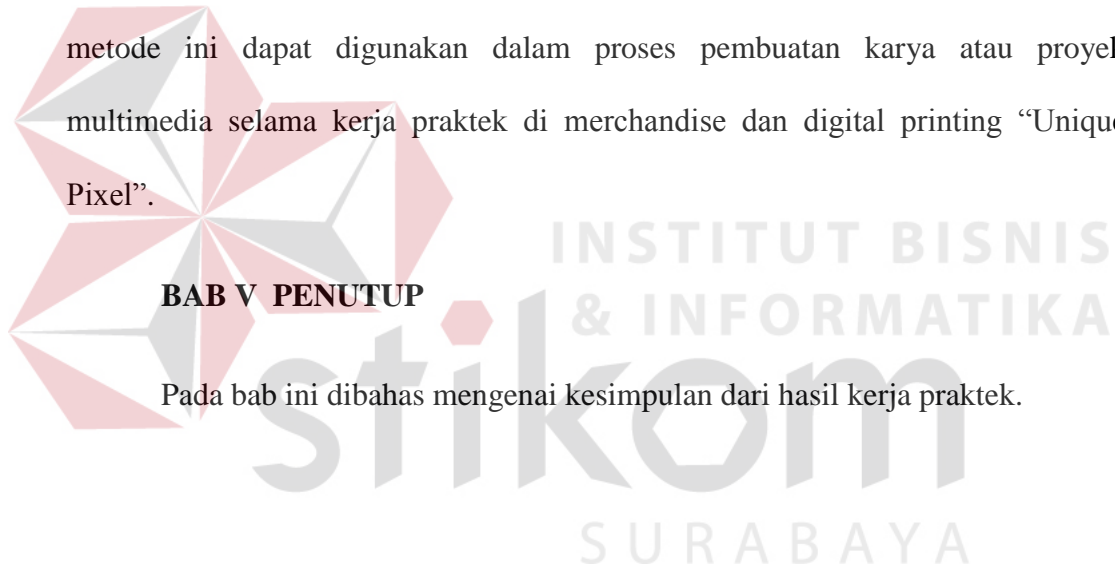 metode ini dapat digunakan dalam proses pembuatan karya atau proyek
multimedia selama kerja praktek di merchandise dan digital printing “Unique
Pixel”.
INSTITUT BISNIS
& INFORMATIKA
BAB V PENUTUP
stikom
Pada bab ini dibahas mengenai kesimpulan dari hasil kerja praktek.
SURABAYA